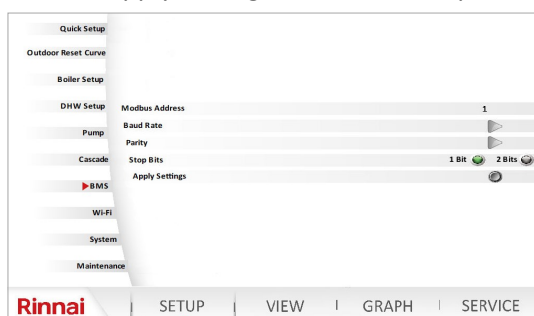 Quick Setup
Outdoor Reset Curve
Boiler Setup
DHW Setup
Modbus Address 1
Baud Rate
Pump
Parity
Cascade
Stop Bits 1 Bit 2 Bits
Apply Settings
BMS
Wi-Fi
System
Maintenance
Rinnai SETUP | VIEW | GRAPH | SERVICE